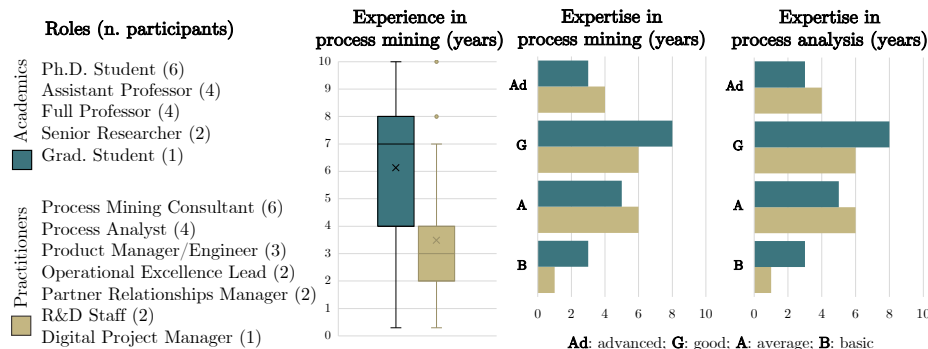 Roles (n. participants)
Academics
Ph.D. Student (6)
Assistant Professor (4)
Full Professor (4)
Senior Researcher (2)
Grad. Student (1)
Practitioners
Process Mining Consultant (6)
Process Analyst (4)
Product Manager/Engineer (3)
Operational Excellence Lead (2)
Partner Relationships Manager (2)
R&D Staff (2)
Digital Project Manager (1)
Experience in
process mining (years)
10
9
8
7
6
5
4
3
2
1
0
Expertise in
process mining (years)
Ad
G
A
B
0 2 4 6 8 10
Expertise in
process analysis (years)
Ad
G
A
B
0 2 4 6 8 10
Ad: advanced; G: good; A: average; B: basic